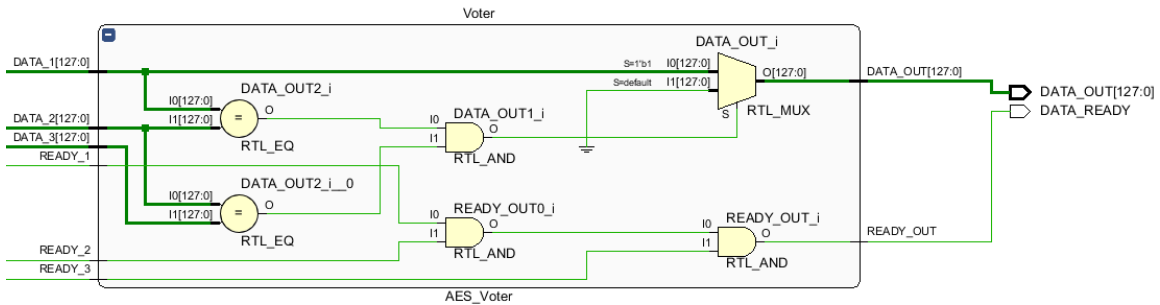 Voter
DATA_OUT_i
DATA_1[127:0]
S=1'b1
I0[127:0]
O[127:0]
DATA_OUT[127:0]
S=default
I1[127:0]
DATA_OUT2_i
DATA_OUT[127:0]
I0[127:0]
O
DATA_OUT1_i
S
RTL_MUX
DATA_READY
DATA_2[127:0]
I1[127:0]
=
I0
O
DATA_3[127:0]
RTL_EQ
I1
READY_1
RTL_AND
DATA_OUT2_i__0
I0[127:0]
O
READY_OUT0_i
I1[127:0]
=
I0
O
READY_OUT_i
I0
O
READY_OUT
RTL_EQ
I1
I1
READY_2
RTL_AND
RTL_AND
READY_3
AES_Voter